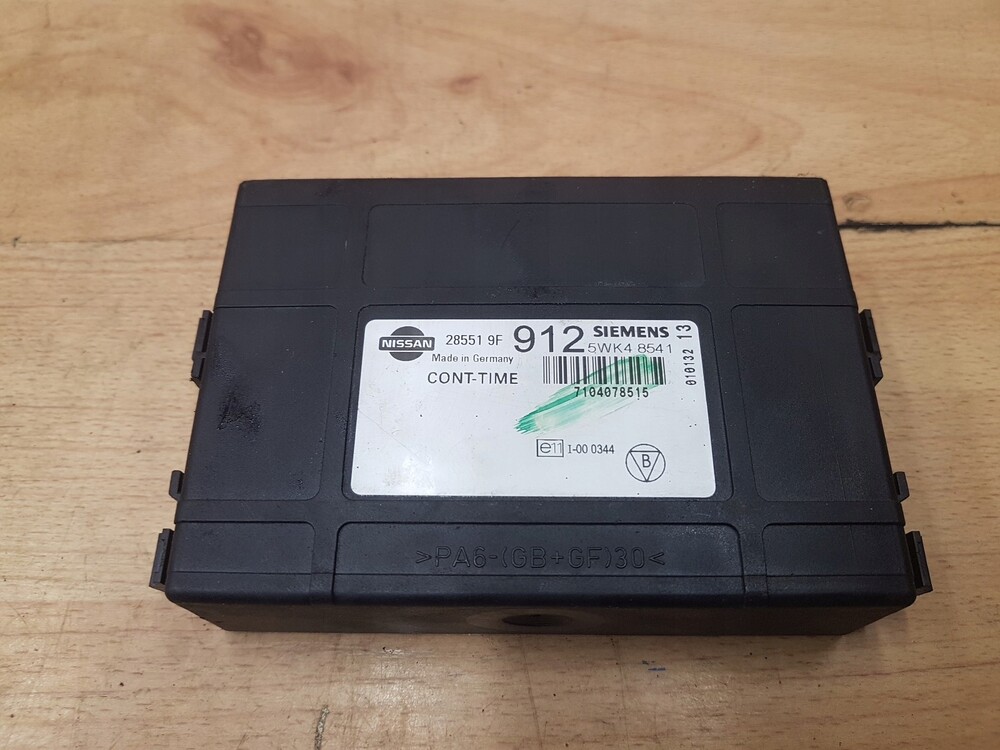 NISSAN 28551 9F 912 SIEMENS
5WK4 8541
Made in Germany
CONT-TIME
7104078515
010132 13
e11 I-00 0344
B
>PA6-(GB+GF)30<